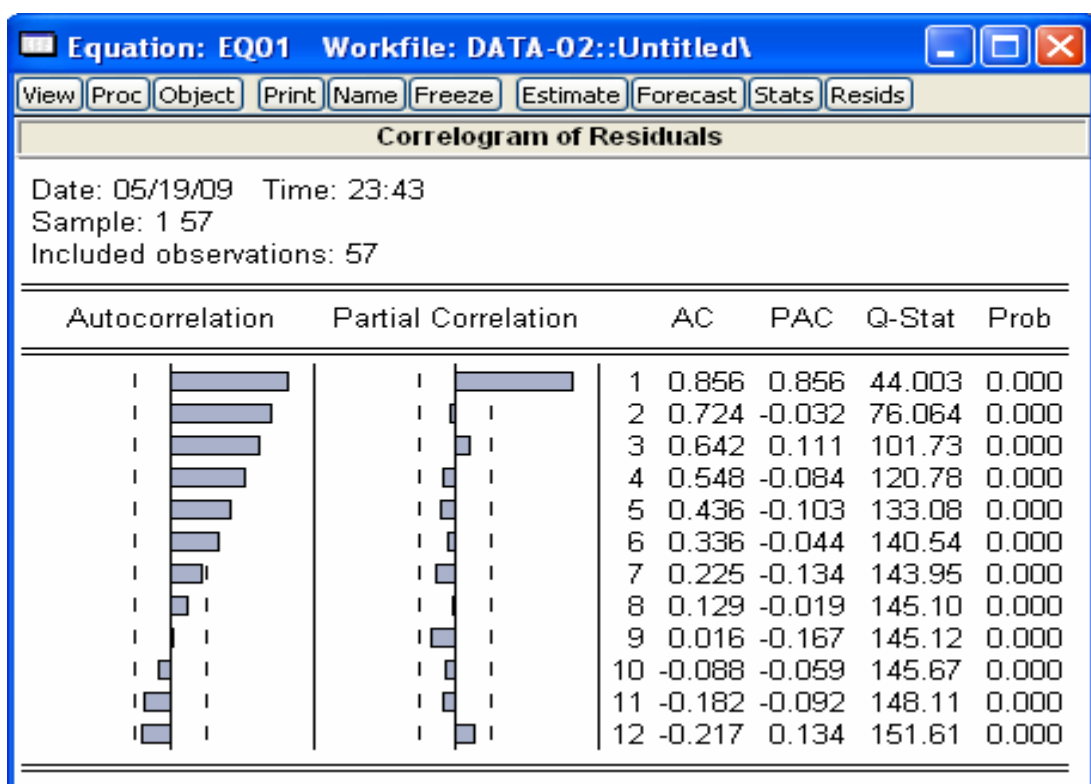 Equation: EQ01 Workfile: DATA-02::Untitled\
View Proc Object Print Name Freeze Estimate Forecast Stats Resids
Correlogram of Residuals
Date: 05/19/09 Time: 23:43
Sample: 1 57
Included observations: 57
Autocorrelation Partial Correlation AC PAC Q-Stat Prob
1 0.856 0.856 44.003 0.000
2 0.724 -0.032 76.064 0.000
3 0.642 0.111 101.73 0.000
4 0.548 -0.084 120.78 0.000
5 0.436 -0.103 133.08 0.000
6 0.336 -0.044 140.54 0.000
7 0.225 -0.134 143.95 0.000
8 0.129 -0.019 145.10 0.000
9 0.016 -0.167 145.12 0.000
10 -0.088 -0.059 145.67 0.000
11 -0.182 -0.092 148.11 0.000
12 -0.217 0.134 151.61 0.000